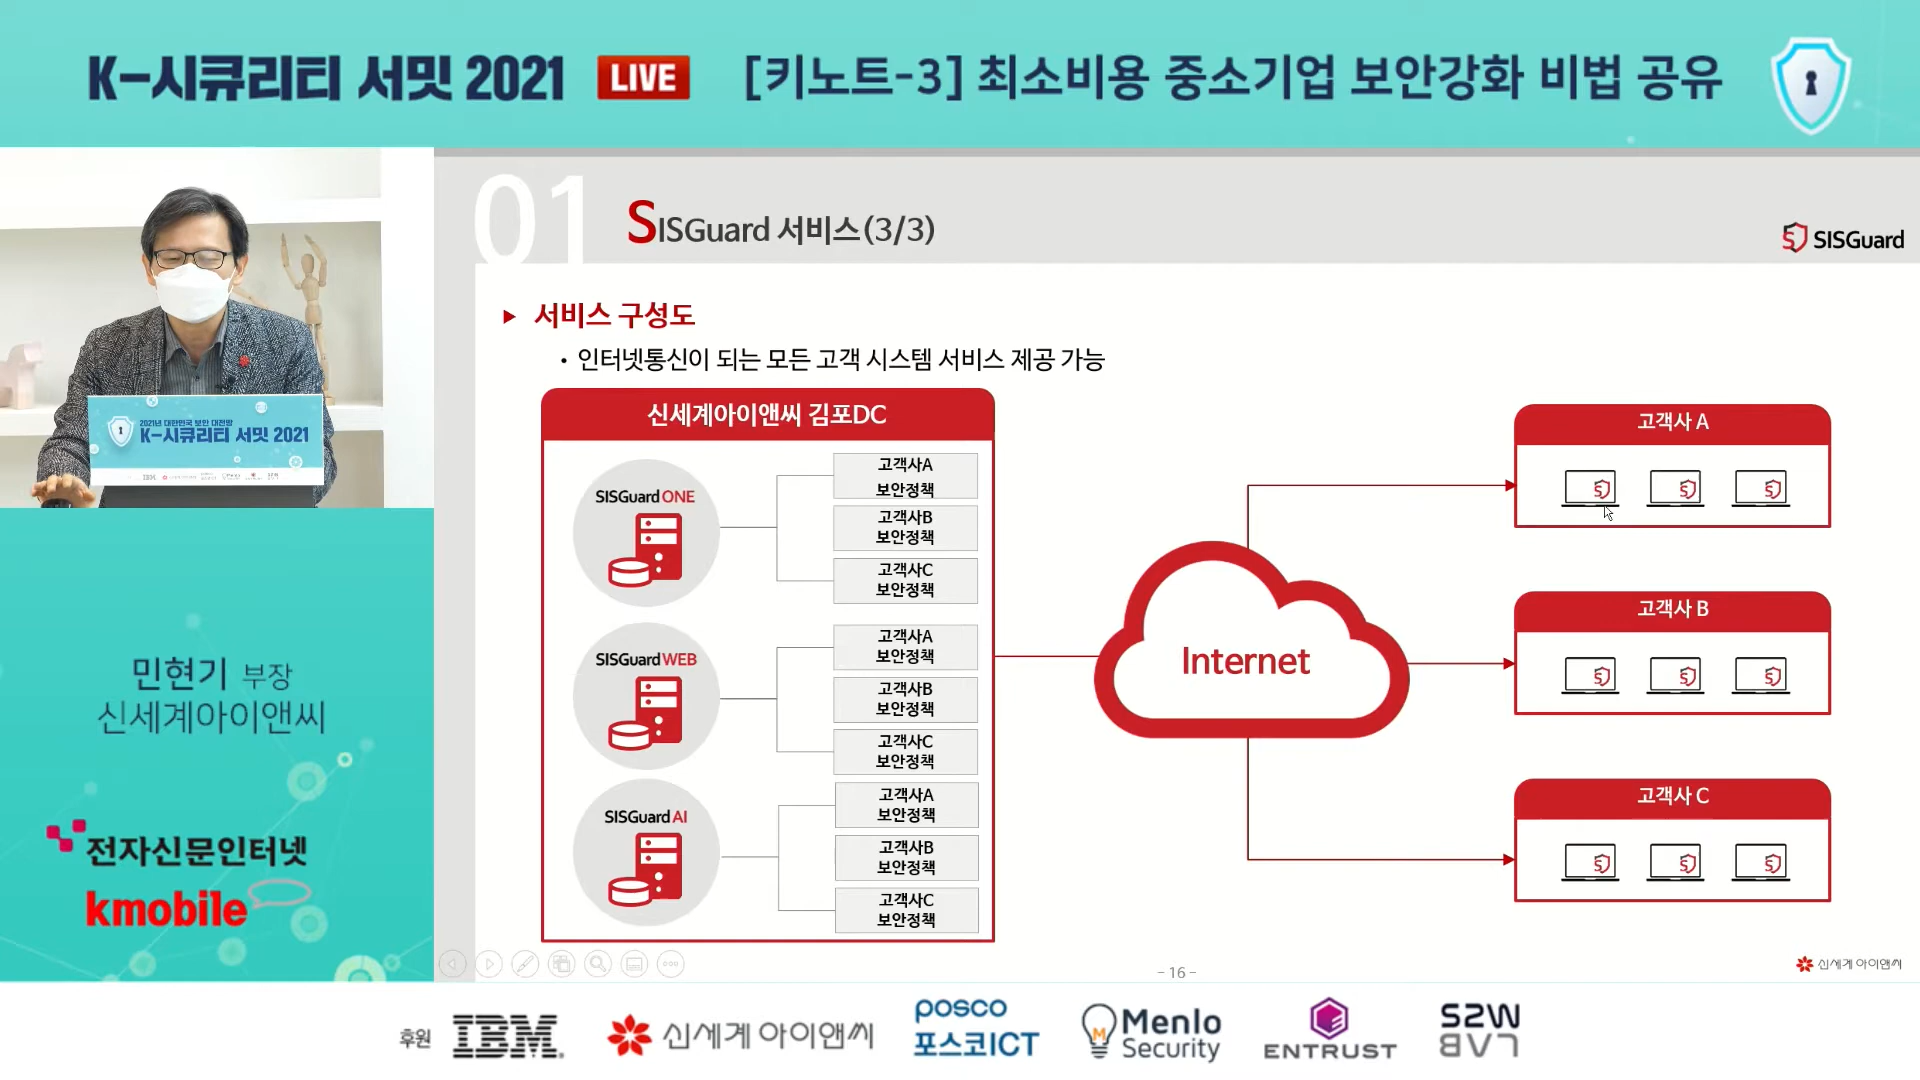 K-시큐리티 서밋 2021 LIVE [키노트-3] 최소비용 중소기업 보안강화 비법 공유
01 SISGuard 서비스(3/3)
SISGuard
▶ 서비스 구성도
• 인터넷통신이 되는 모든 고객 시스템 서비스 제공 가능
신세계아이앤씨 김포DC
SISGuard ONE
고객사A
보안정책
고객사B
보안정책
고객사C
보안정책
SISGuard WEB
고객사A
보안정책
고객사B
보안정책
고객사C
보안정책
SISGuard AI
고객사A
보안정책
고객사B
보안정책
고객사C
보안정책
Internet
고객사 A
고객사 B
고객사 C
- 16 -
신세계아이앤씨
2021년 대한민국 보안 대전망
K-시큐리티 서밋 2021
민현기 부장
신세계아이앤씨
전자신문인터넷
kmobile
후원
IBM
신세계아이앤씨
posco
포스코ICT
Menlo
Security
ENTRUST
S2W
LAB